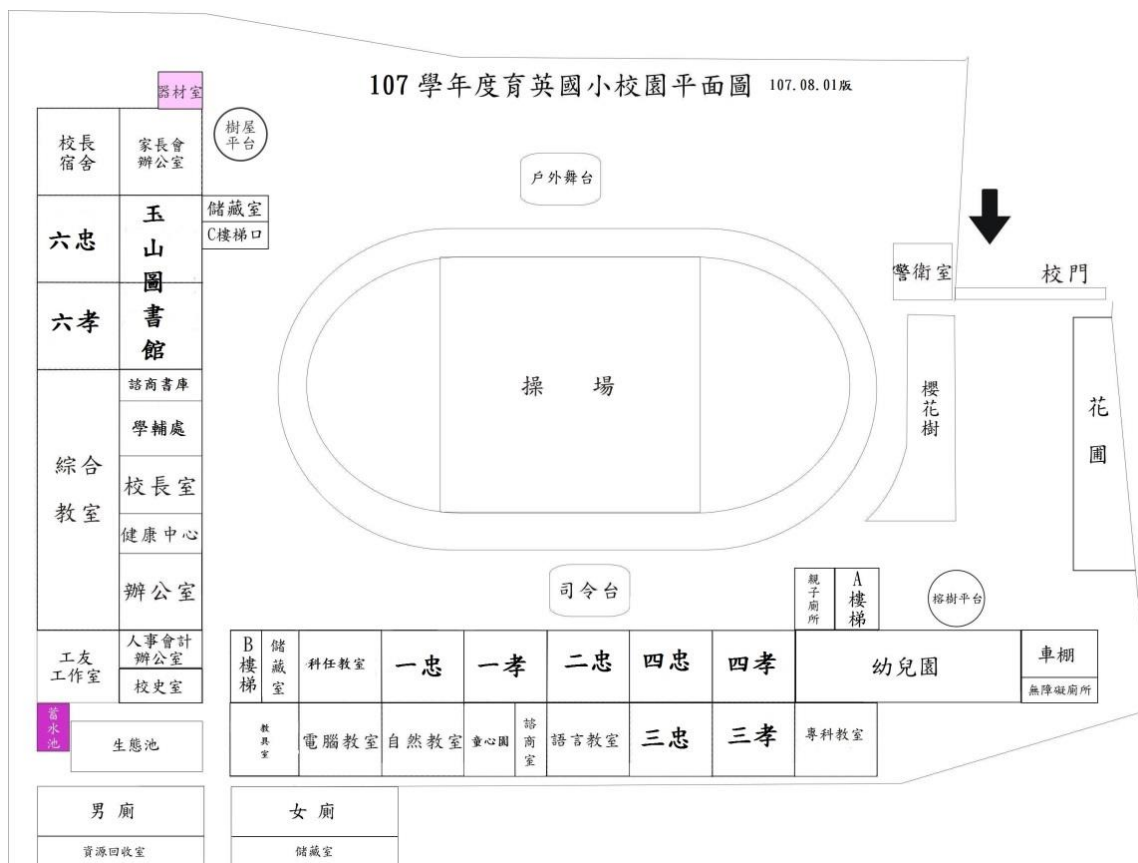 107 學年度育英國小校園平面圖 107.08.01版
器材室
校長
宿舍
家長會
辦公室
樹屋
平台
戶外舞台
六忠
玉山圖書館
儲藏室
C樓梯口
六孝
警衛室
校門
操 場
櫻花樹
花圃
諮商書庫
學輔處
綜合
教室
校長室
健康中心
辦公室
司令台
親子廁所
A樓梯
榕樹平台
工友
工作室
人事會計
辦公室
校史室
B樓梯
儲藏室
科任教室
一忠
一孝
二忠
四忠
四孝
幼兒園
車棚
無障礙廁所
蓄水池
生態池
教具室
電腦教室
自然教室
童心園
諮商室
語言教室
三忠
三孝
專科教室
男廁
女廁
資源回收室
儲藏室